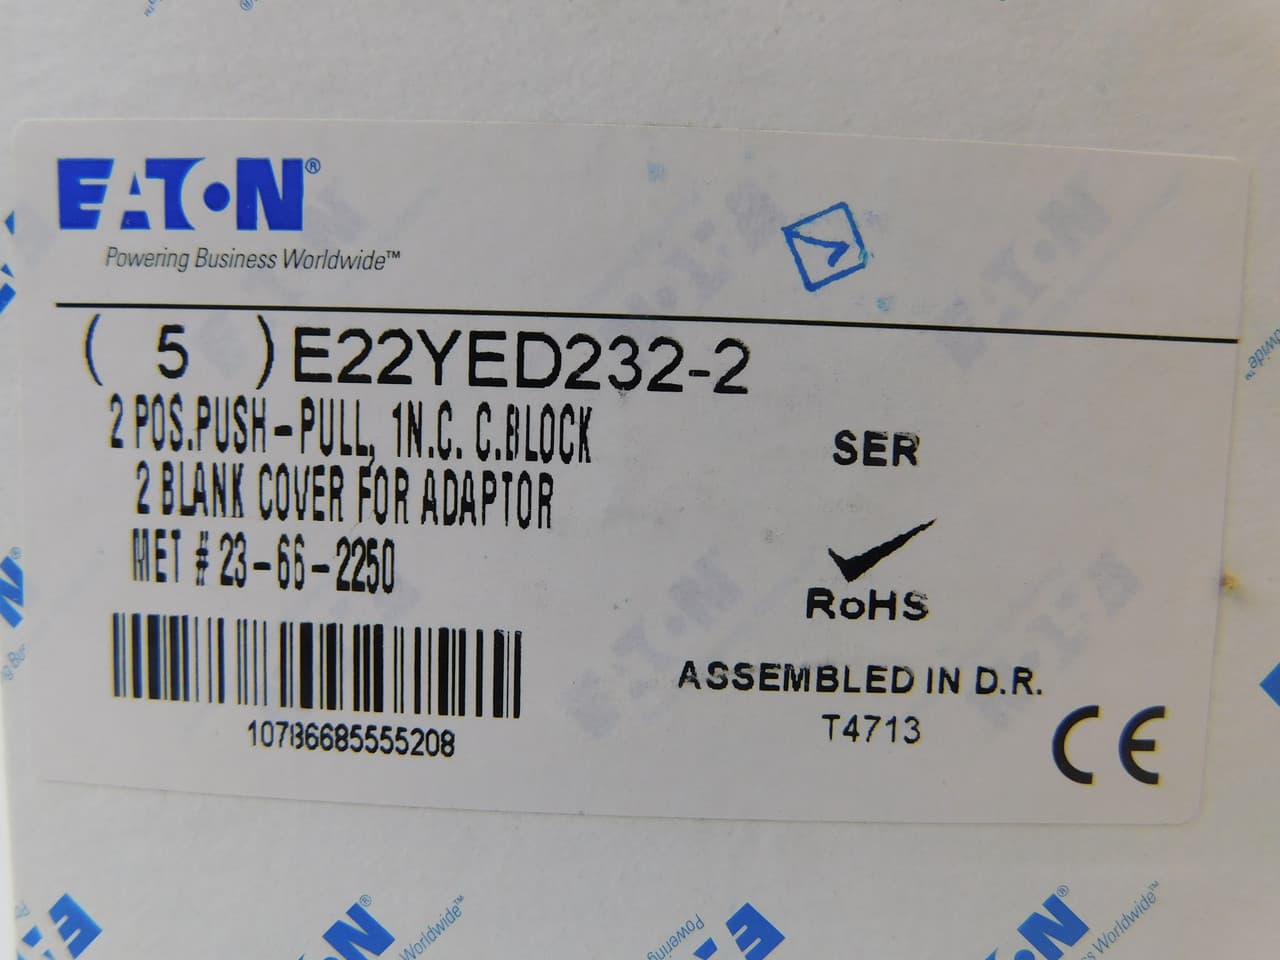 EATON®
Powering Business Worldwide™
( 5 ) E22YED232-2
2 POS.PUSH-PULL, 1N.C. C.BLOCK
2 BLANK COVER FOR ADAPTOR
MET # 23-66-2250
SER
RoHS
10786685555208
ASSEMBLED IN D.R.
T4713
CE